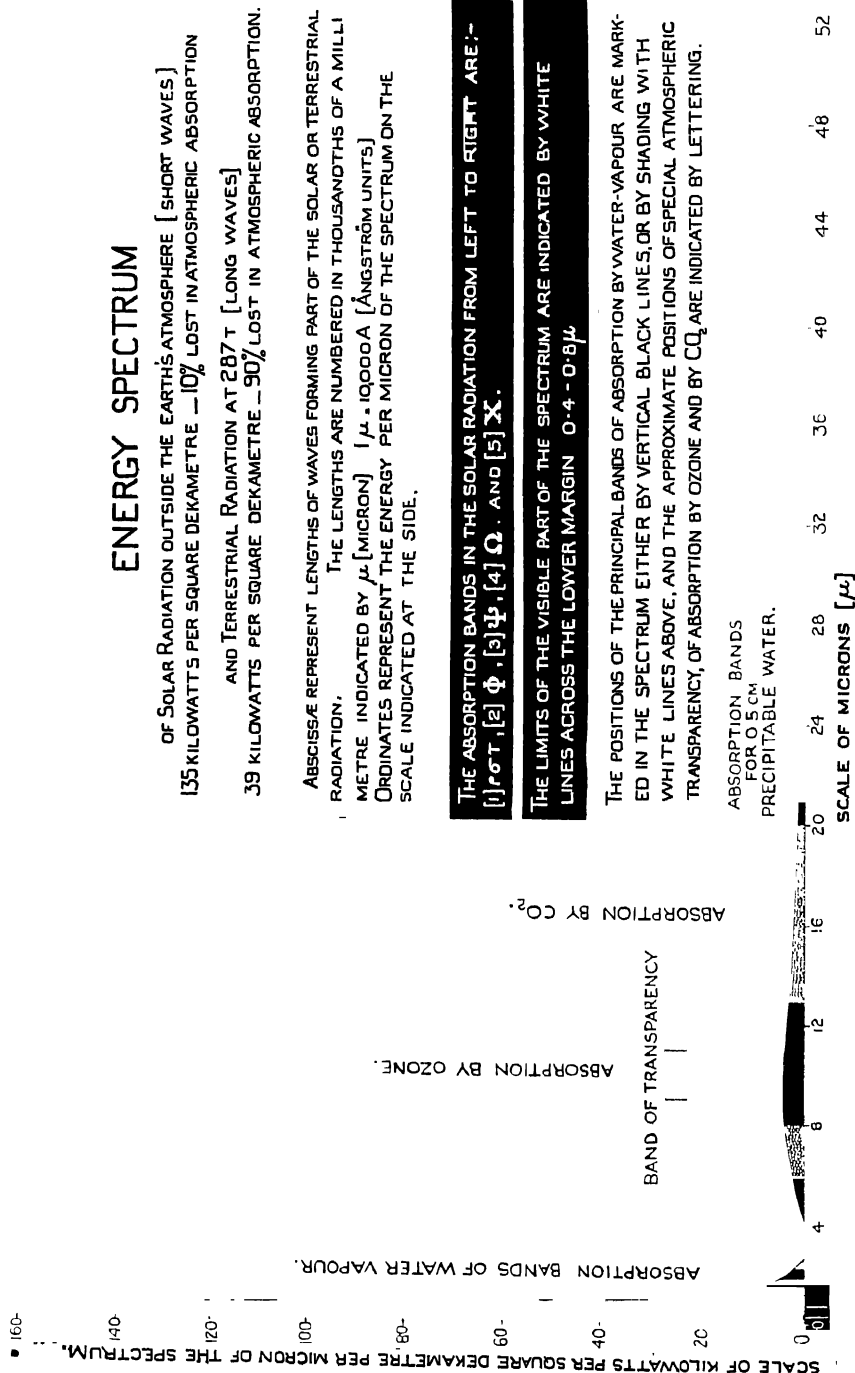 ENERGY SPECTRUM
OF SOLAR RADIATION OUTSIDE THE EARTH'S ATMOSPHERE [SHORT WAVES]
135 KILOWATTS PER SQUARE DEKAMETRE _ 10% LOST IN ATMOSPHERIC ABSORPTION
AND TERRESTRIAL RADIATION AT 287 T [LONG WAVES]
39 KILOWATTS PER SQUARE DEKAMETRE _ 90% LOST IN ATMOSPHERIC ABSORPTION.
ABSCISSÆ REPRESENT LENGTHS OF WAVES FORMING PART OF THE SOLAR OR TERRESTRIAL
RADIATION. THE LENGTHS ARE NUMBERED IN THOUSANDTHS OF A MILLI
METRE INDICATED BY μ [MICRON] 1μ = 10,000 A [ÅNGSTRÖM UNITS]
ORDINATES REPRESENT THE ENERGY PER MICRON OF THE SPECTRUM ON THE
SCALE INDICATED AT THE SIDE.
THE ABSORPTION BANDS IN THE SOLAR RADIATION FROM LEFT TO RIGHT ARE:-
[1] ρστ, [2] Φ, [3] Ψ, [4] Ω. AND [5] X.
THE LIMITS OF THE VISIBLE PART OF THE SPECTRUM ARE INDICATED BY WHITE
LINES ACROSS THE LOWER MARGIN 0·4 - 0·8μ
THE POSITIONS OF THE PRINCIPAL BANDS OF ABSORPTION BY WATER-VAPOUR ARE MARK-
ED IN THE SPECTRUM EITHER BY VERTICAL BLACK LINES, OR BY SHADING WITH
WHITE LINES ABOVE, AND THE APPROXIMATE POSITIONS OF SPECIAL ATMOSPHERIC
TRANSPARENCY, OF ABSORPTION BY OZONE AND BY CO₂ ARE INDICATED BY LETTERING.
ABSORPTION BANDS
FOR 0 5 CM
PRECIPITABLE WATER.
SCALE OF KILOWATTS PER SQUARE DEKAMETRE PER MICRON OF THE SPECTRUM.
160-
140-
120-
100-
80-
60-
40-
20
0
ABSORPTION BANDS OF WATER VAPOUR.
ABSORPTION BY OZONE.
BAND OF TRANSPARENCY
ABSORPTION BY CO₂.
0 4 8 12 16 20 24 28 32 36 40 44 48 52
SCALE OF MICRONS [μ]